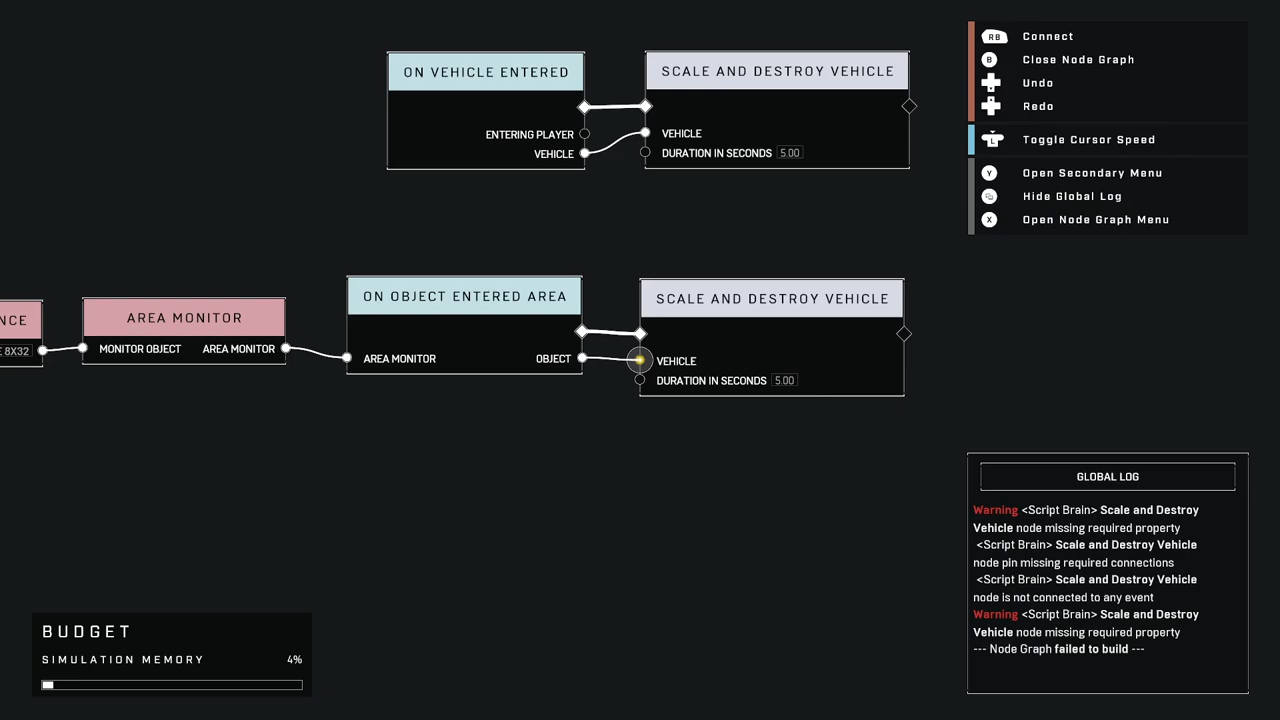 ON VEHICLE ENTERED
ENTERING PLAYER
VEHICLE
SCALE AND DESTROY VEHICLE
VEHICLE
DURATION IN SECONDS 5.00
RB Connect
B Close Node Graph
Undo
Redo
L Toggle Cursor Speed
Y Open Secondary Menu
Hide Global Log
X Open Node Graph Menu
NCE
E 8X32
AREA MONITOR
MONITOR OBJECT AREA MONITOR
ON OBJECT ENTERED AREA
AREA MONITOR OBJECT
SCALE AND DESTROY VEHICLE
VEHICLE
DURATION IN SECONDS 5.00
GLOBAL LOG
Warning <Script Brain> Scale and Destroy
Vehicle node missing required property
<Script Brain> Scale and Destroy Vehicle
node pin missing required connections
<Script Brain> Scale and Destroy Vehicle
node is not connected to any event
Warning <Script Brain> Scale and Destroy
Vehicle node missing required property
--- Node Graph failed to build ---
BUDGET
SIMULATION MEMORY 4%